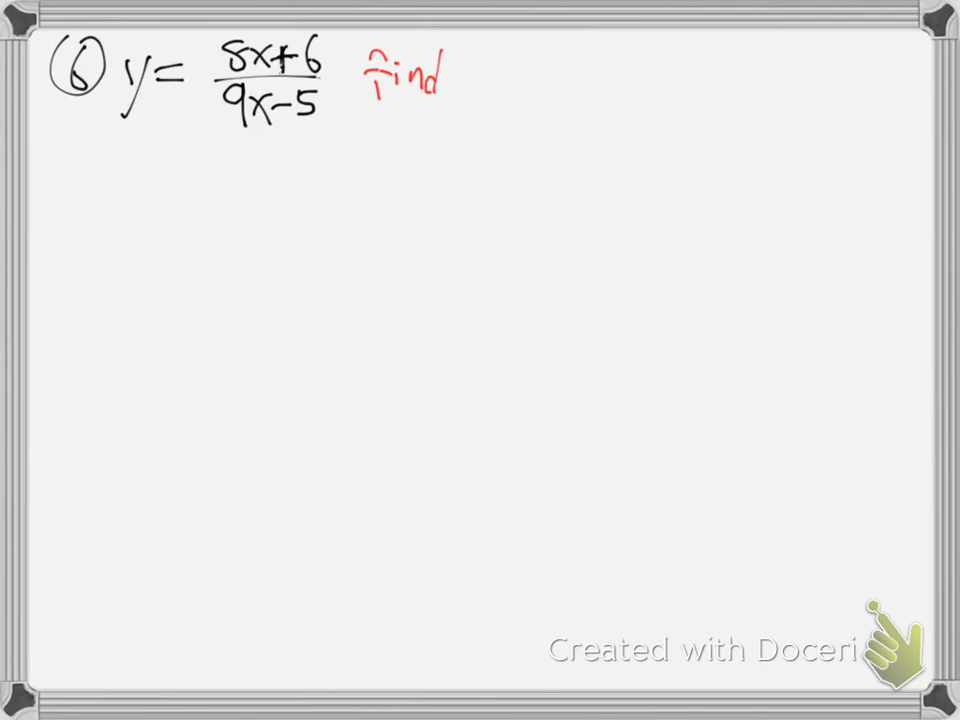 ⑥ y = (8x+6)/(9x-5) find
Created with Doceri